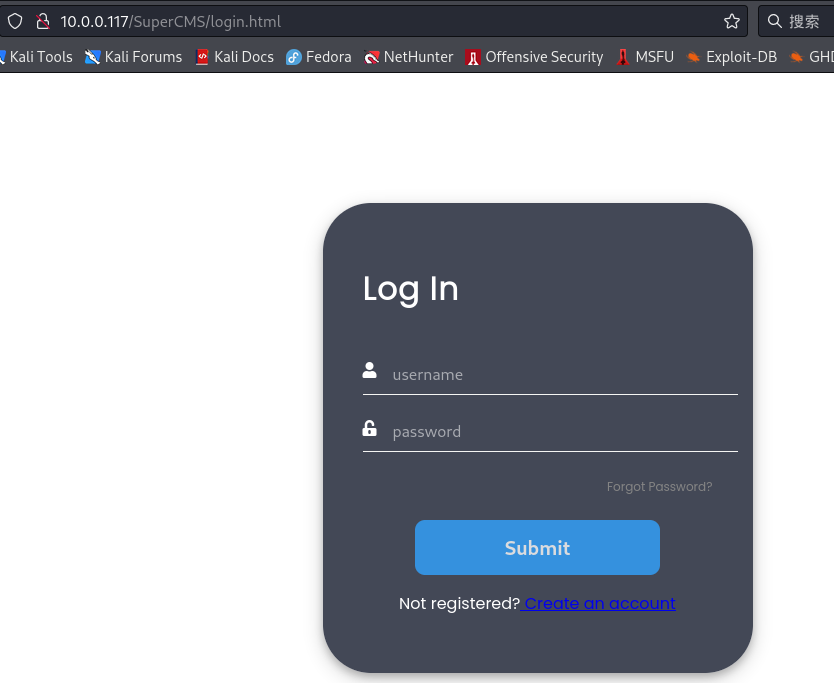 10.0.0.117/SuperCMS/login.html
搜索
Kali Tools Kali Forums Kali Docs Fedora NetHunter Offensive Security MSFU Exploit-DB GHD
Log In
username
password
Forgot Password?
Submit
Not registered? Create an account